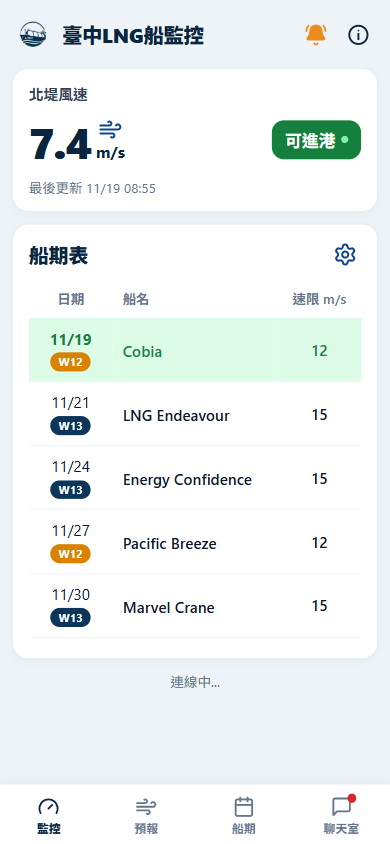 臺中LNG船監控
北堤風速
7.4 m/s
可進港
最後更新 11/19 08:55
船期表
日期 船名 速限 m/s
11/19
W12
Cobia 12
11/21
W13
LNG Endeavour 15
11/24
W13
Energy Confidence 15
11/27
W12
Pacific Breeze 12
11/30
W13
Marvel Crane 15
連線中...
監控 預報 船期 聊天室